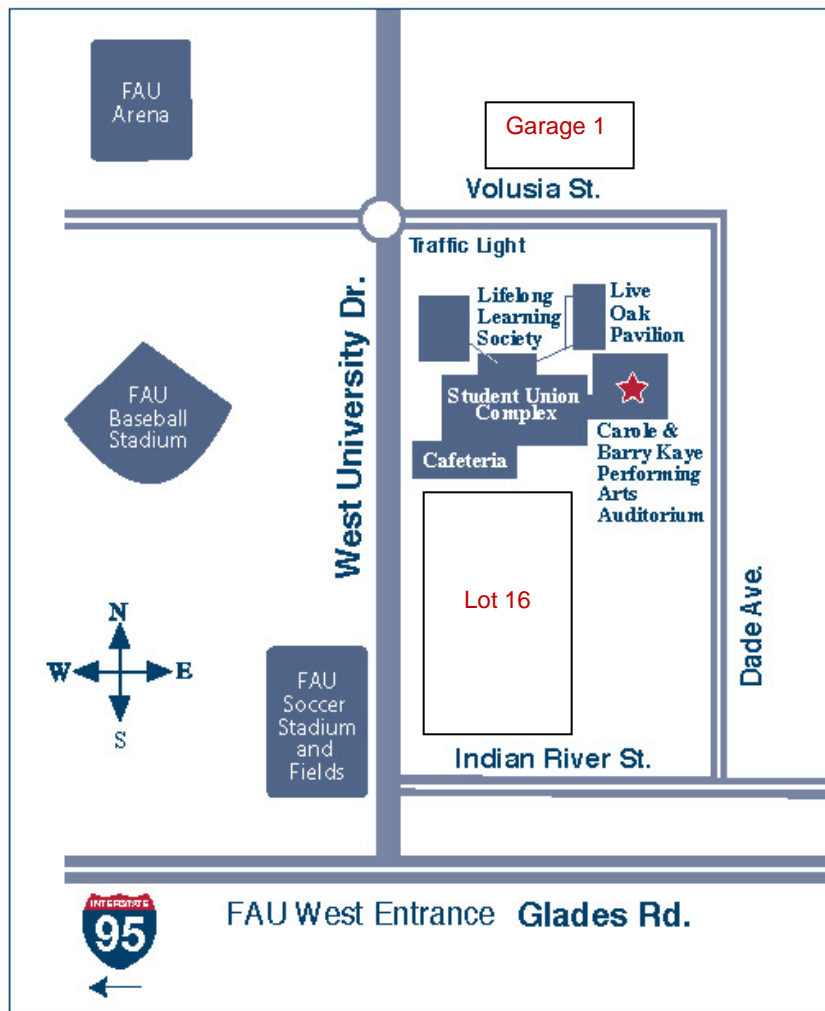 FAU
Arena
Garage 1
Volusia St.
Traffic Light
West University Dr.
Lifelong
Learning
Society
Live
Oak
Pavilion
FAU
Baseball
Stadium
Student Union
Complex
Cafeteria
Carole &
Barry Kaye
Performing
Arts
Auditorium
Lot 16
Dade Ave.
N
W
E
S
FAU
Soccer
Stadium
and
Fields
Indian River St.
INTERSTATE
95
FAU West Entrance Glades Rd.